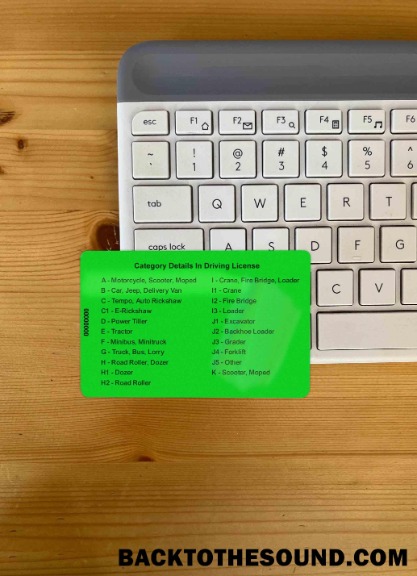 esc F1 F2 F3 F4 F5 F6
~ ! @ # $ % ^
1 2 3 4 5 6
tab Q W E R T
caps lock A S D F G
C V
Category Details In Driving License
A - Motorcycle, Scooter, Moped
B - Car, Jeep, Delivery Van
C - Tempo, Auto Rickshaw
C1 - E-Rickshaw
D - Power Tiller
E - Tractor
F - Minibus, Minitruck
G - Truck, Bus, Lorry
H - Road Roller, Dozer
H1 - Dozer
H2 - Road Roller
I - Crane, Fire Bridge, Loader
I1 - Crane
I2 - Fire Bridge
I3 - Loader
J1 - Excavator
J2 - Backhoe Loader
J3 - Grader
J4 - Forklift
J5 - Other
K - Scooter, Moped
00000000
BACKTOTHESOUND.COM